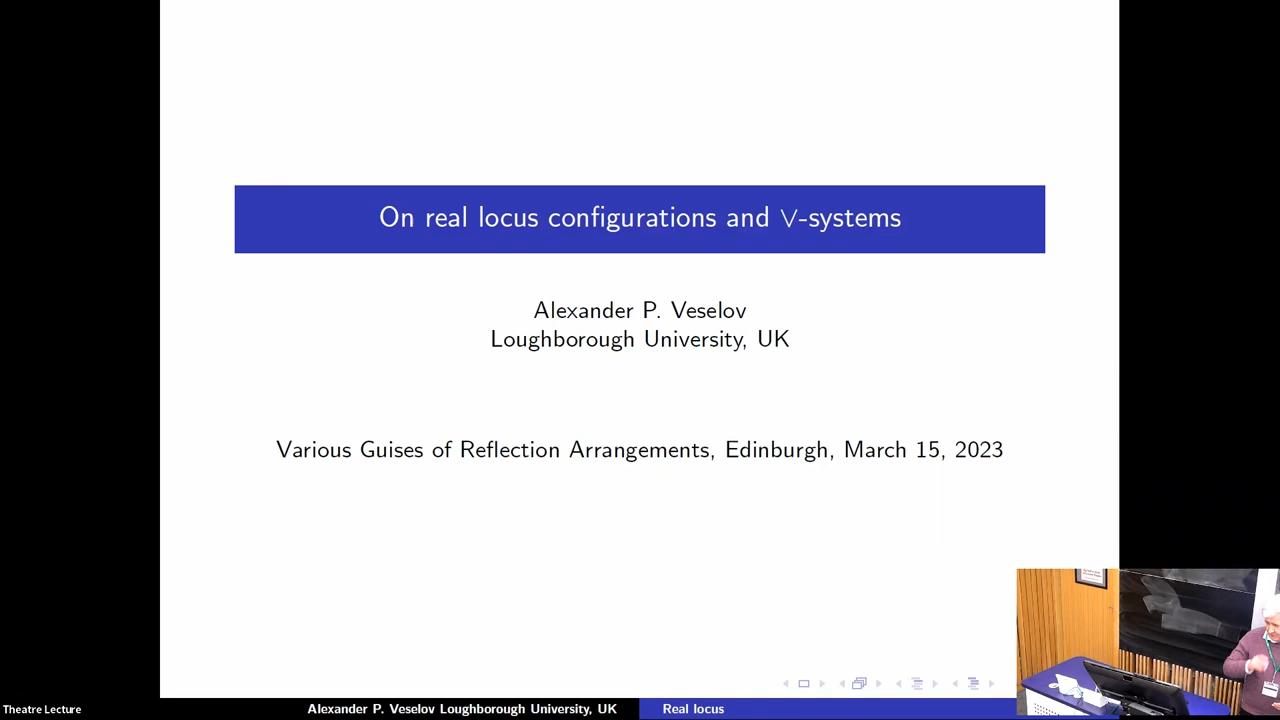 On real locus configurations and ∨-systems
Alexander P. Veselov
Loughborough University, UK
Various Guises of Reflection Arrangements, Edinburgh, March 15, 2023
Theatre Lecture
Alexander P. Veselov Loughborough University, UK
Real locus